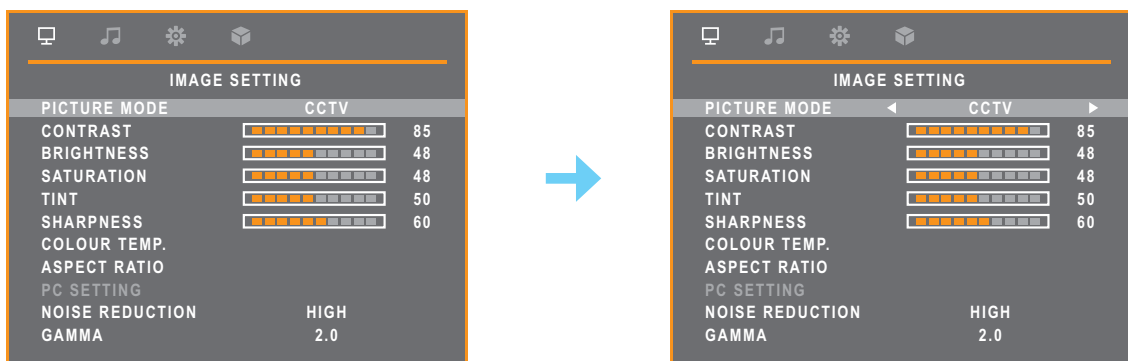 IMAGE SETTING
PICTURE MODE CCTV
CONTRAST 85
BRIGHTNESS 48
SATURATION 48
TINT 50
SHARPNESS 60
COLOUR TEMP.
ASPECT RATIO
PC SETTING
NOISE REDUCTION HIGH
GAMMA 2.0
IMAGE SETTING
PICTURE MODE CCTV
CONTRAST 85
BRIGHTNESS 48
SATURATION 48
TINT 50
SHARPNESS 60
COLOUR TEMP.
ASPECT RATIO
PC SETTING
NOISE REDUCTION HIGH
GAMMA 2.0